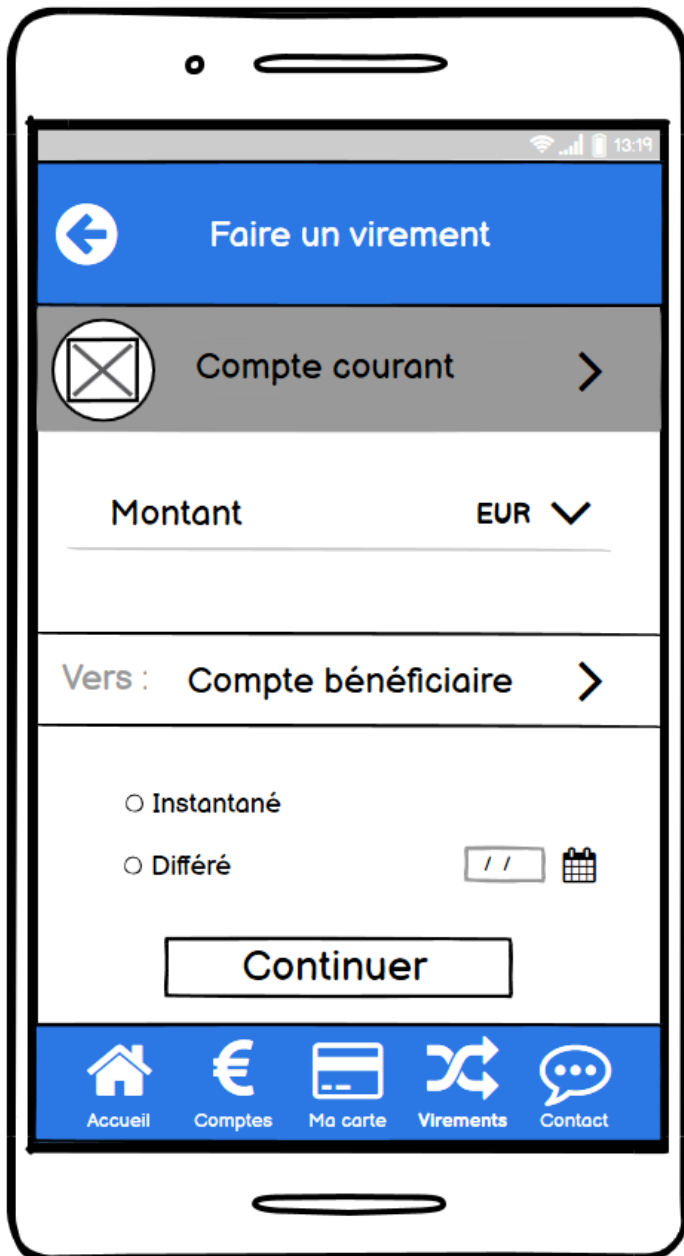 13:19
Faire un virement
Compte courant
Montant EUR
Vers : Compte bénéficiaire
Instantané
Différé / /
Continuer
Accueil Comptes Ma carte Virements Contact